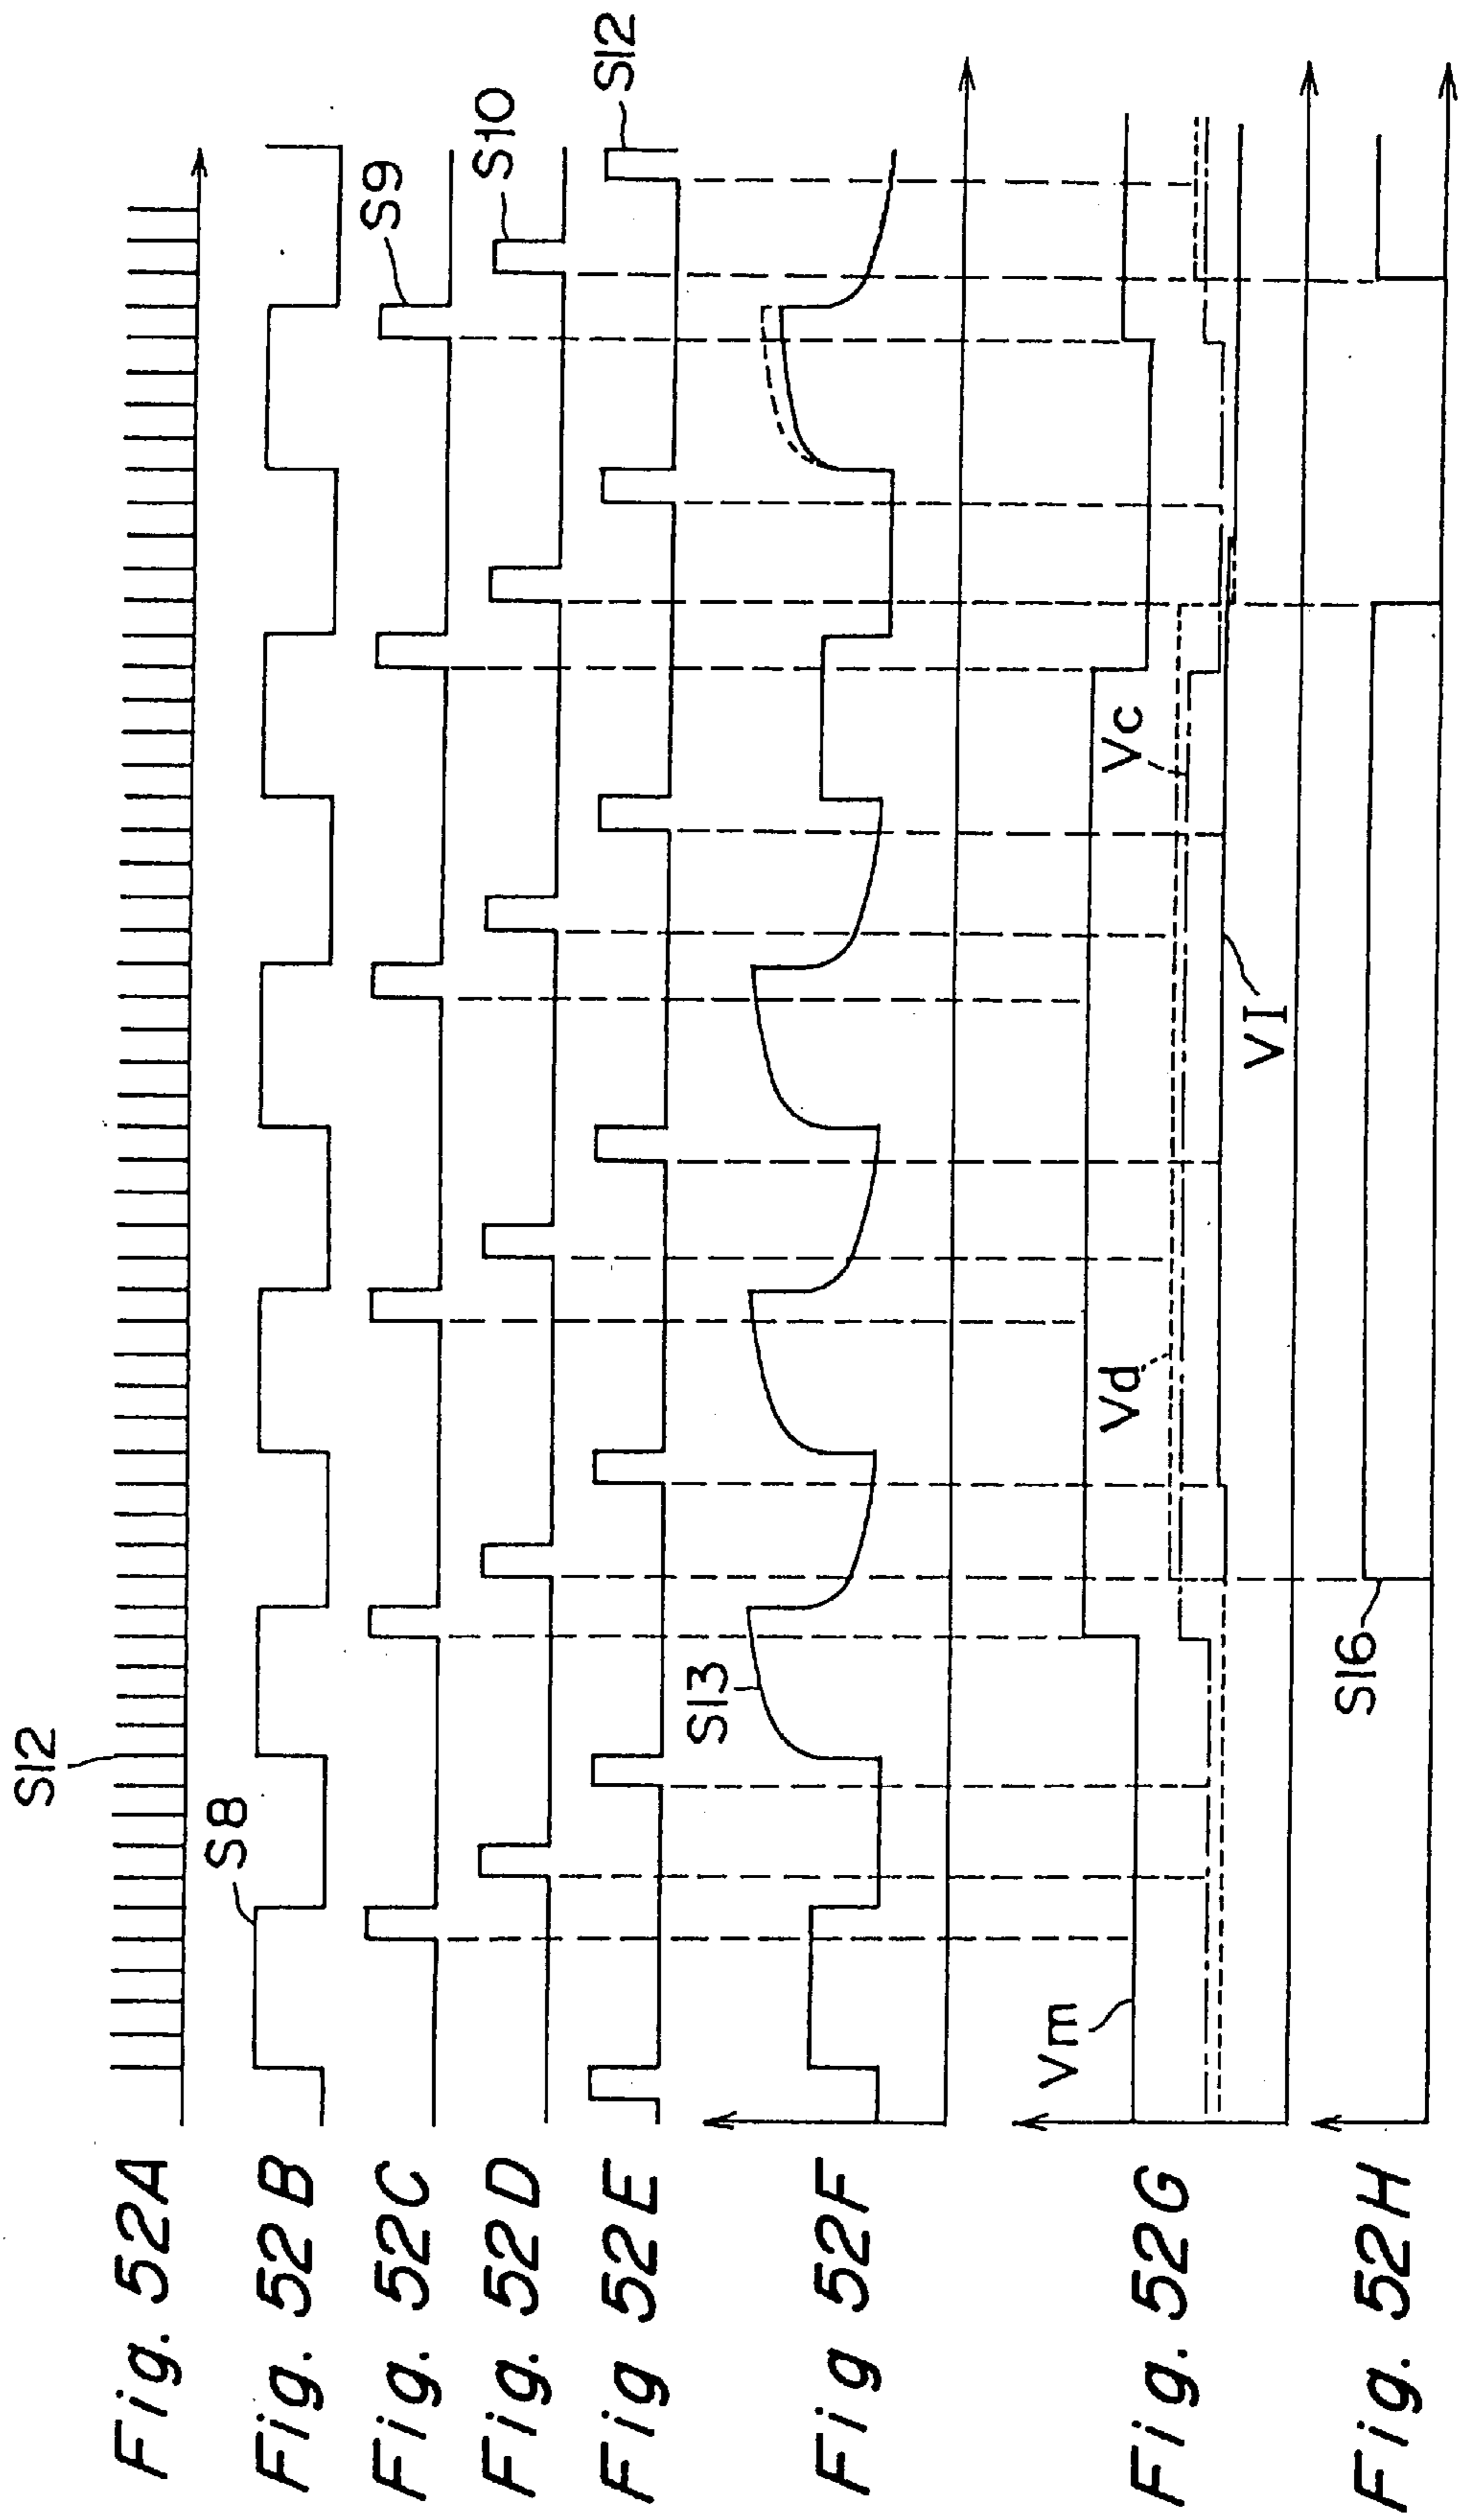 Fig. 52A
S12
Fig. 52B
S8
Fig. 52C
S9
Fig. 52D
S10
Fig 52E
S12
Fig 52F
S13
Fig. 52G
Vm
Vd
Vc
VI
Fig. 52H
S16